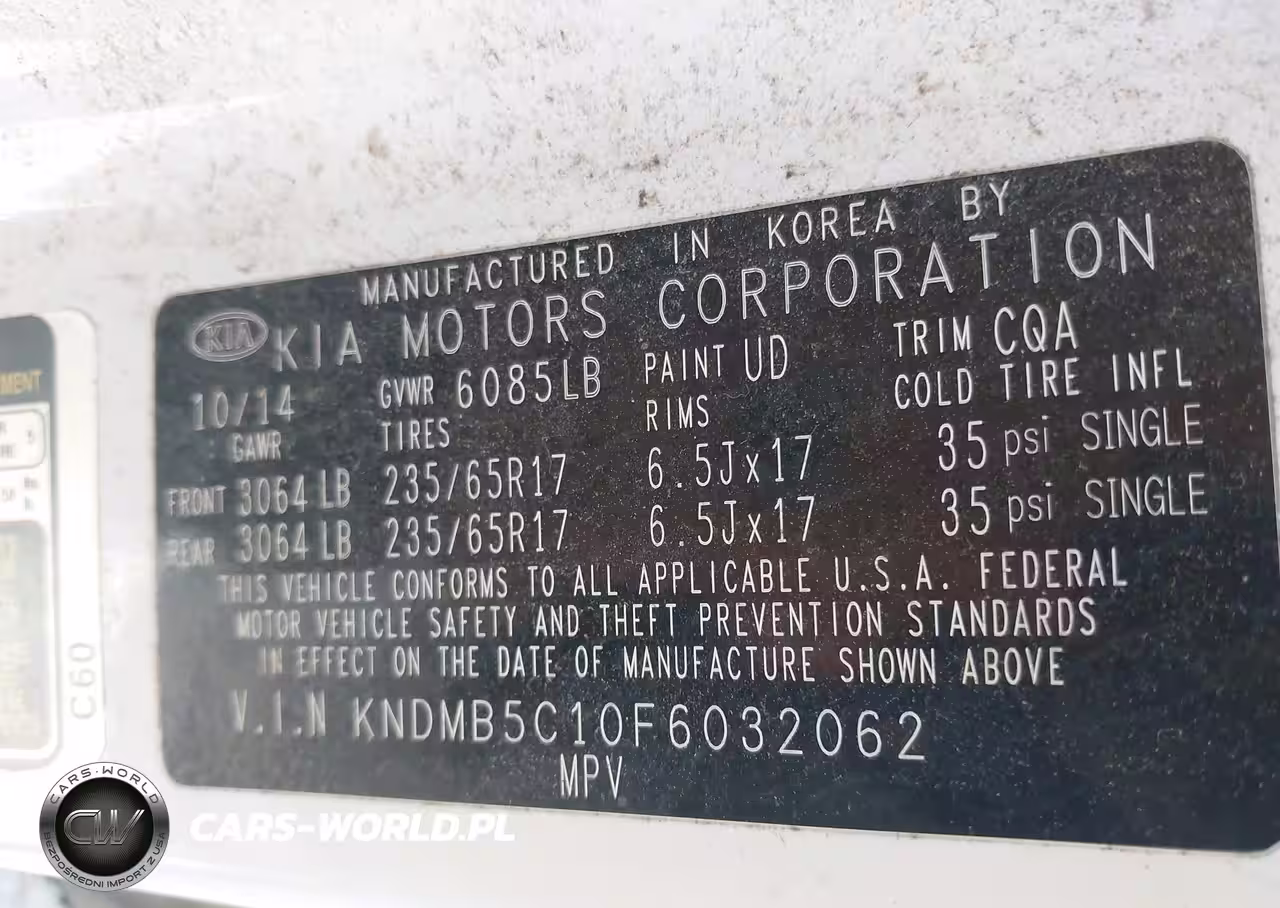 MANUFACTURED IN KOREA BY
KIA KIA MOTORS CORPORATION
10/14 GVWR 6085LB PAINT UD TRIM CQA
GAWR TIRES RIMS COLD TIRE INFL
FRONT 3064 LB 235/65R17 6.5Jx17 35 psi SINGLE
REAR 3064 LB 235/65R17 6.5Jx17 35 psi SINGLE
THIS VEHICLE CONFORMS TO ALL APPLICABLE U.S.A. FEDERAL
MOTOR VEHICLE SAFETY AND THEFT PREVENTION STANDARDS
IN EFFECT ON THE DATE OF MANUFACTURE SHOWN ABOVE
V.I.N KNDMB5C10F6032062
MPV
C60
CARS-WORLD
CW
BEZPOŚREDNI IMPORT Z USA
CARS-WORLD.PL